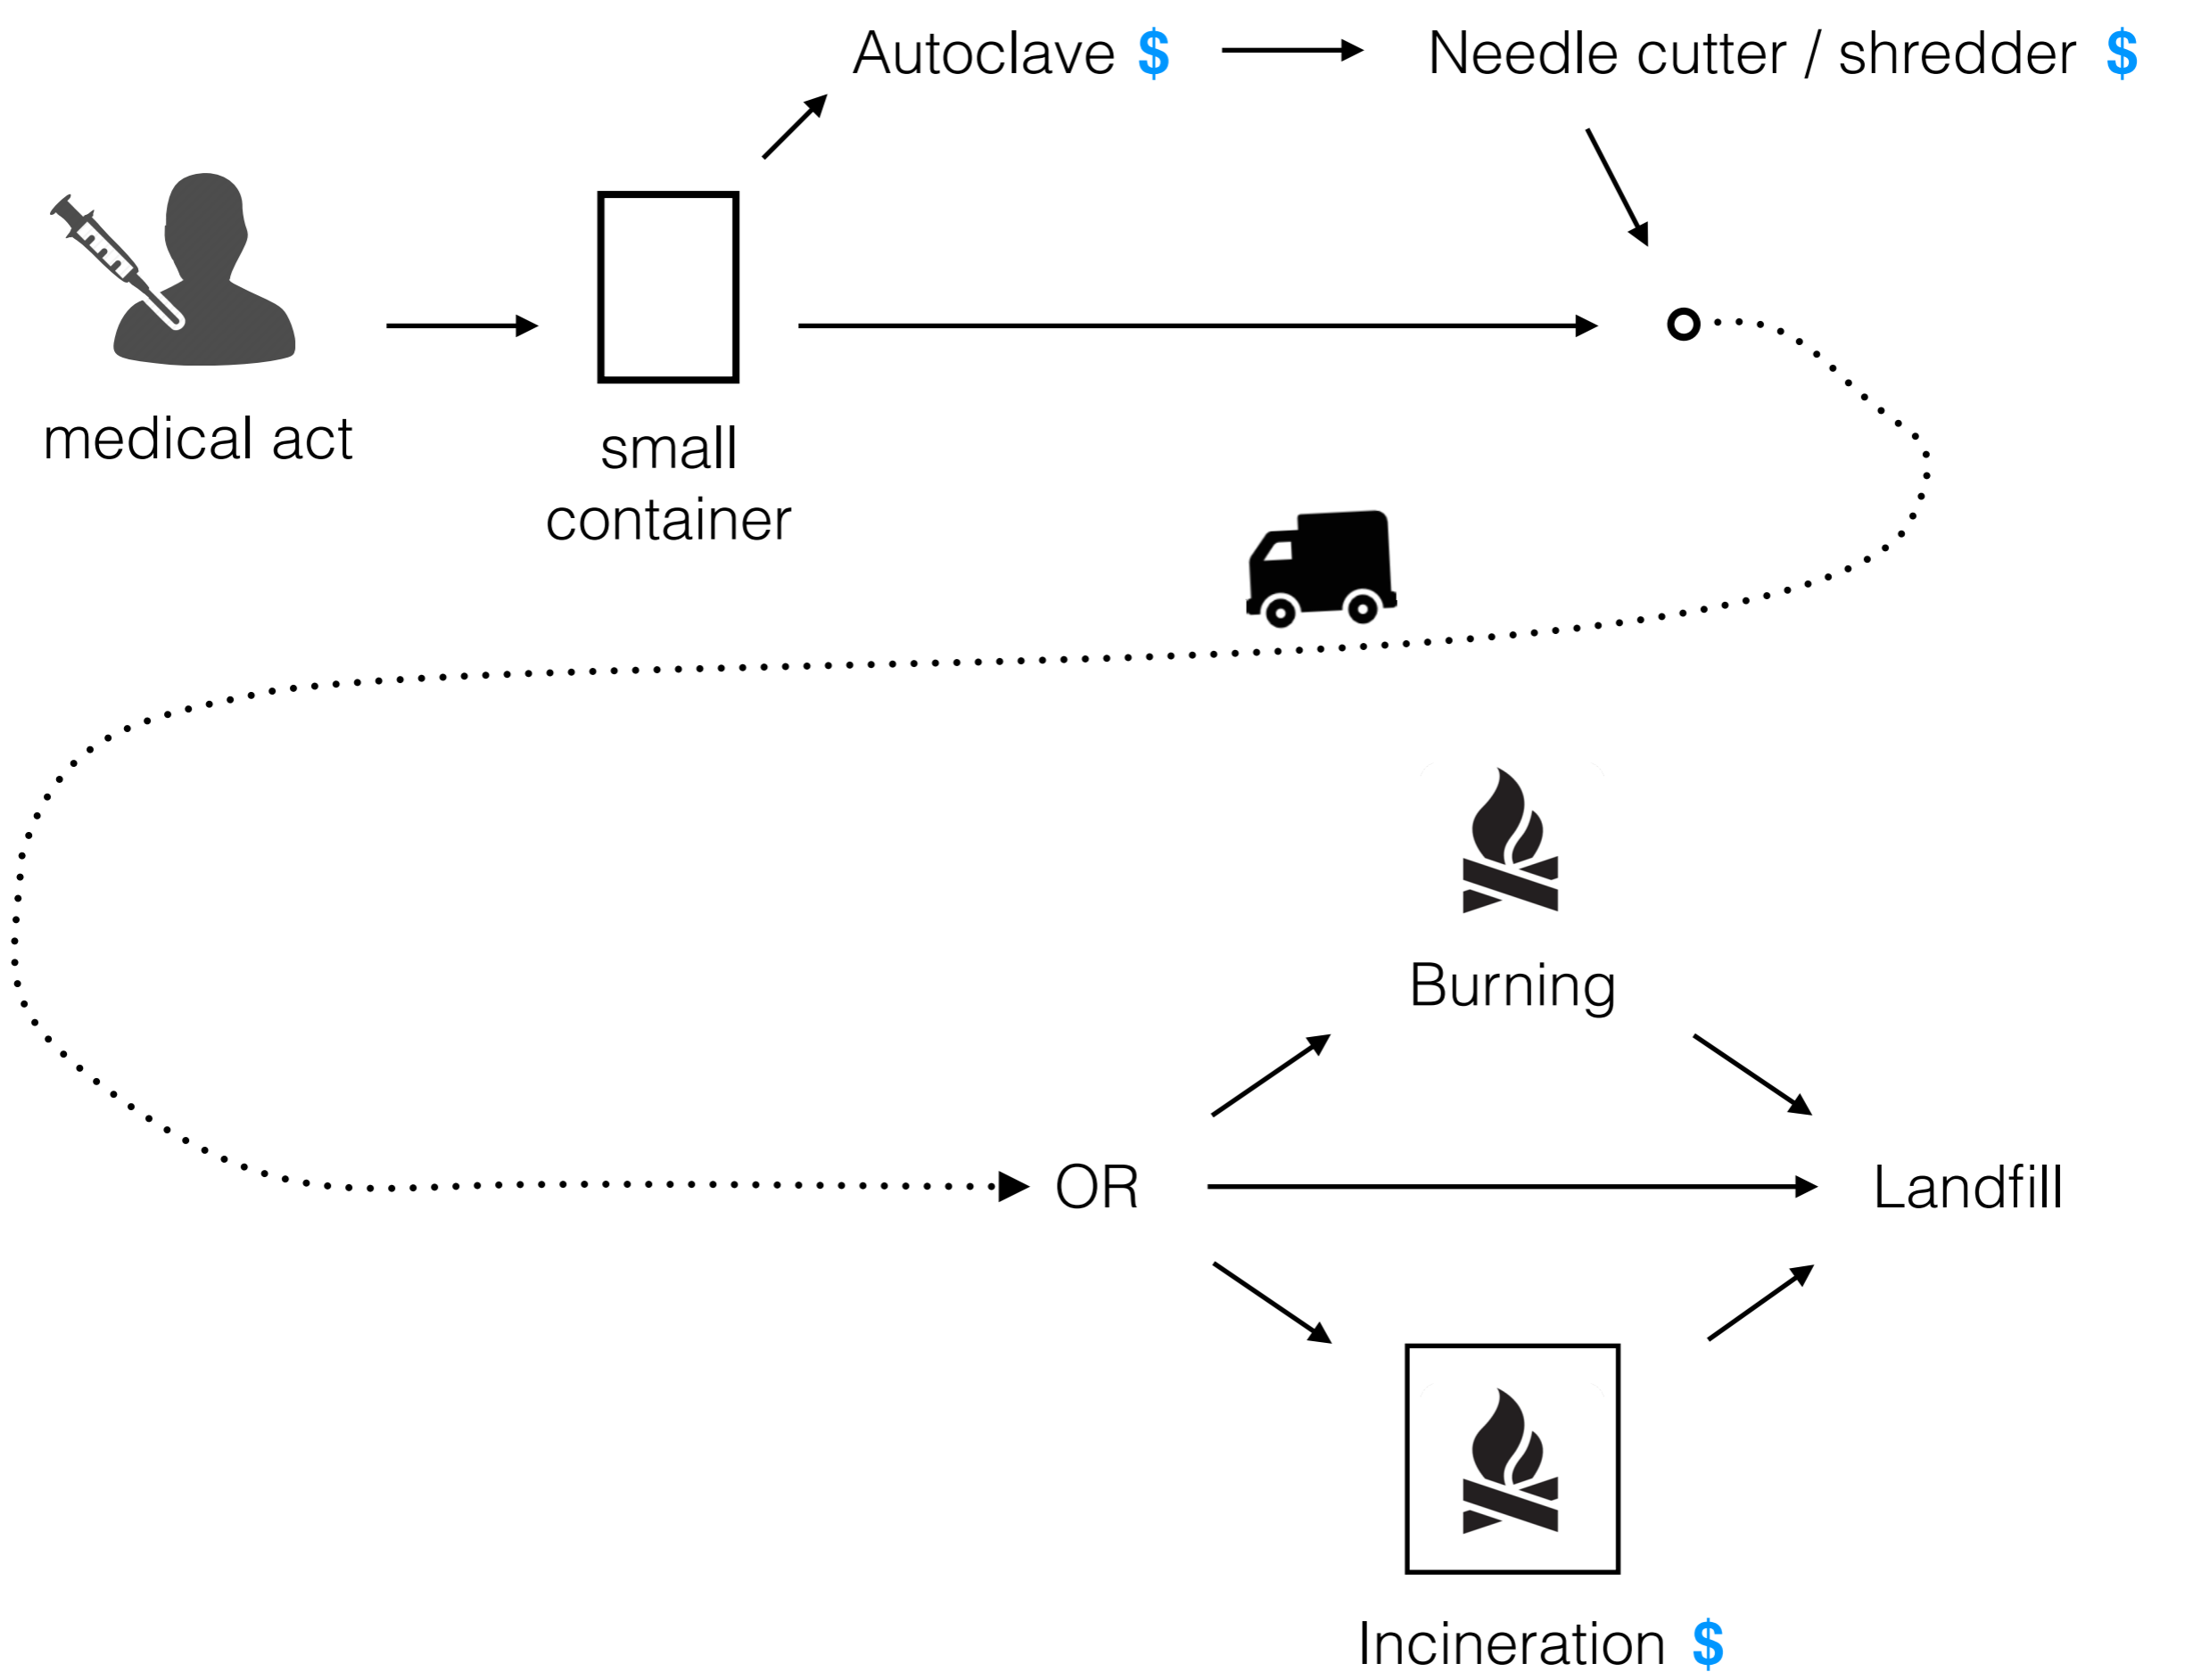 Autoclave $
Needle cutter / shredder $
medical act
small
container
Burning
OR
Landfill
Incineration $